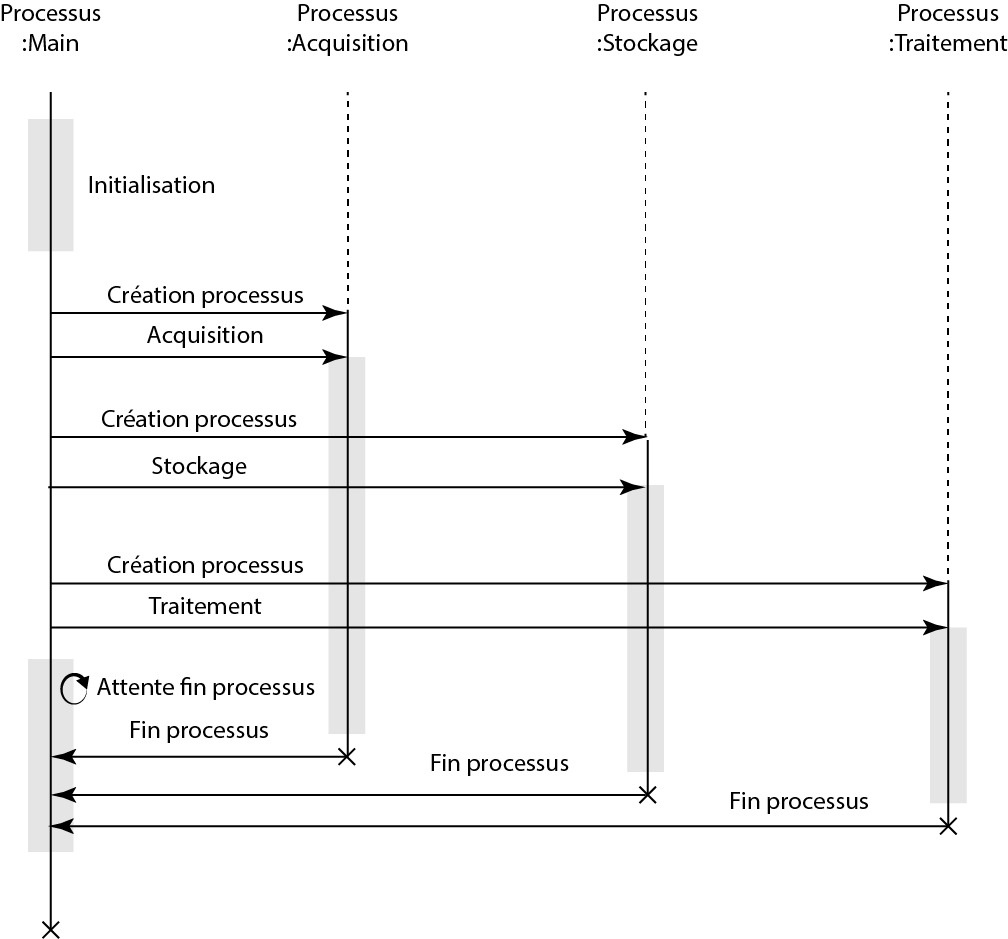 Processus
:Main
Processus
:Acquisition
Processus
:Stockage
Processus
:Traitement
Initialisation
Création processus
Acquisition
Création processus
Stockage
Création processus
Traitement
Attente fin processus
Fin processus
Fin processus
Fin processus